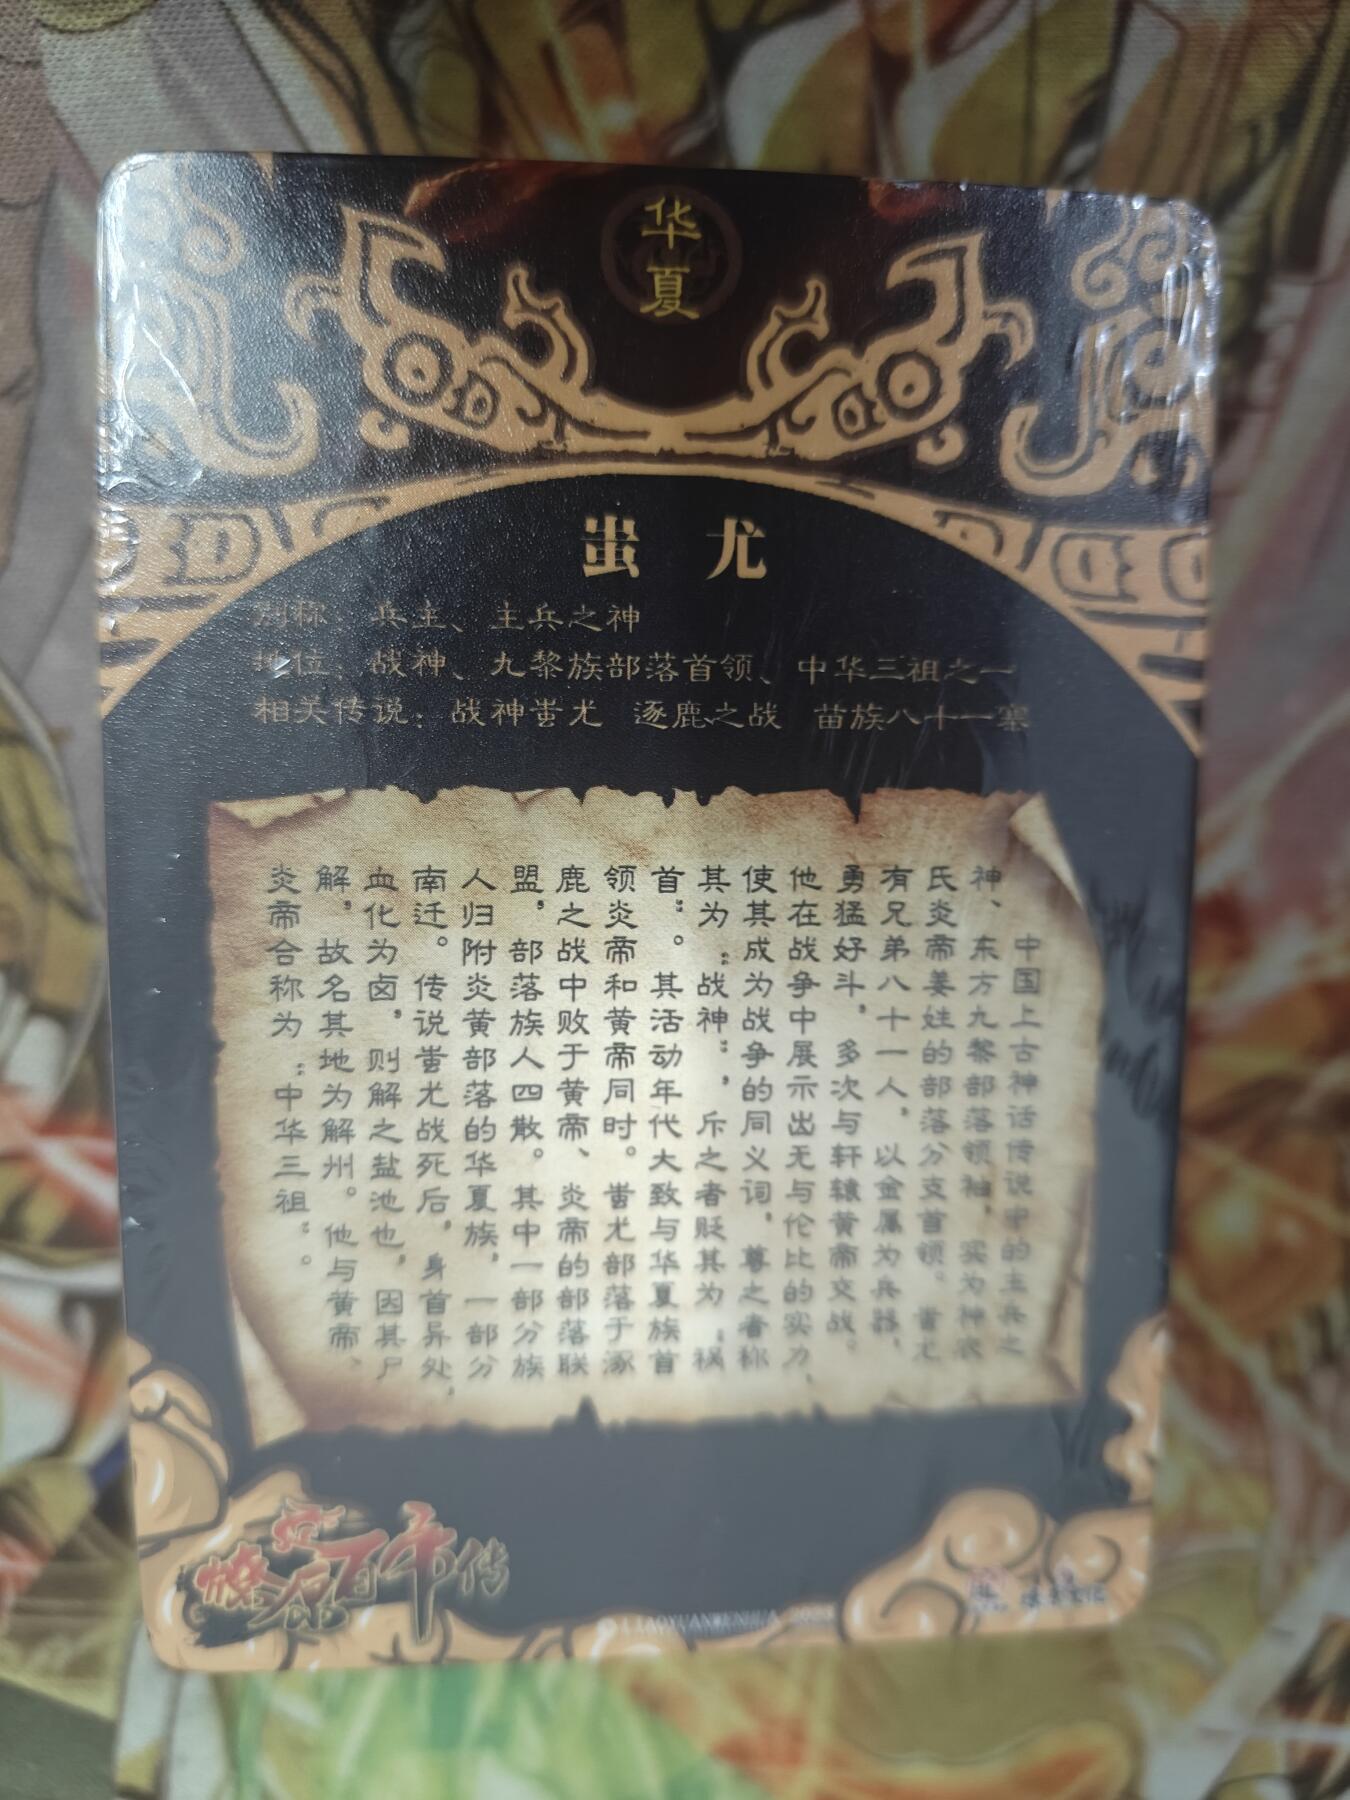 华
夏
蚩 尤
别称：兵主、主兵之神
地位：战神、九黎族部落首领、中华三祖之一
相关传说：战神蚩尤 逐鹿之战 苗族八十一塞
中国上古神话传说中的主兵之
神、东方九黎部落领袖，实为神农
氏炎帝姜姓的部落分支首领。蚩尤
有兄弟八十一人，以金属为兵器，
勇猛好斗，多次与轩辕黄帝交战。
他在战争中展示出无与伦比的实力，
使其成为战争的同义词，尊之者称
其为“战神”，斥之者贬其为“祸
首”。其活动年代大致与华夏族首
领炎帝和黄帝同时。蚩尤部落于涿
鹿之战中败于黄帝、炎帝的部落联
盟，部落族人四散。其中一部分族
人归附炎黄部落的华夏族，一部分
南迁。传说蚩尤战死后，身首异处，
血化为卤，则解之盐池也，因其尸
解，故名其地为解州。他与黄帝、
炎帝合称为“中华三祖”。
燎原百千传